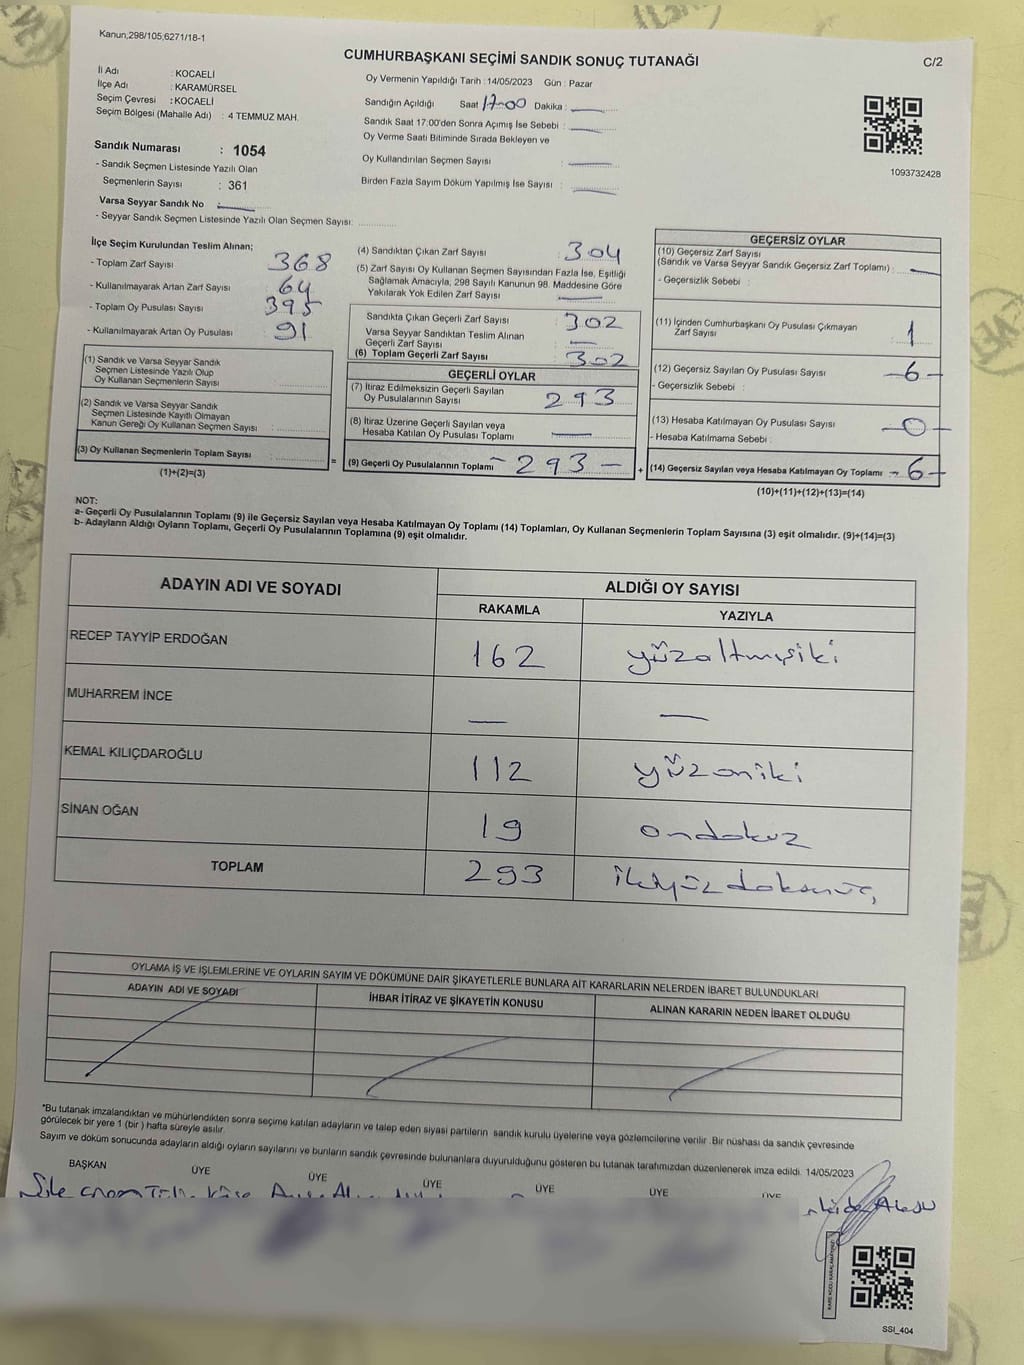 Kanun,298/105,6271/18-1
C/2
CUMHURBAŞKANI SEÇİMİ SANDIK SONUÇ TUTANAĞI
İl Adı : KOCAELİ
İlçe Adı : KARAMÜRSEL
Seçim Çevresi : KOCAELİ
Seçim Bölgesi (Mahalle Adı) : 4 TEMMUZ MAH.
Sandık Numarası : 1054
- Sandık Seçmen Listesinde Yazılı Olan
Seçmenlerin Sayısı : 361
Varsa Seyyar Sandık No : —
- Seyyar Sandık Seçmen Listesinde Yazılı Olan Seçmen Sayısı:
Oy Vermenin Yapıldığı Tarih : 14/05/2023 Gün : Pazar
Sandığın Açıldığı Saat 17-00 Dakika : —
Sandık Saat 17:00'den Sonra Açımış İse Sebebi : —
Oy Verme Saati Bitiminde Sırada Bekleyen ve
Oy Kullandırılan Seçmen Sayısı : —
Birden Fazla Sayım Döküm Yapılmış İse Sayısı : —
1093732428
İlçe Seçim Kurulundan Teslim Alınan;
- Toplam Zarf Sayısı 368
- Kullanılmayarak Artan Zarf Sayısı : 64
- Toplam Oy Pusulası Sayısı : 395
- Kullanılmayarak Artan Oy Pusulası : 91
(1) Sandık ve Varsa Seyyar Sandık
Seçmen Listesinde Yazılı Olup
Oy Kullanan Seçmenlerin Sayısı :
(2) Sandık ve Varsa Seyyar Sandık
Seçmen Listesinde Kayıtlı Olmayan
Kanun Gereği Oy Kullanan Seçmen Sayısı :
(3) Oy Kullanan Seçmenlerin Toplam Sayısı :
(1)+(2)=(3)
=
(4) Sandıktan Çıkan Zarf Sayısı : 304
(5) Zarf Sayısı Oy Kullanan Seçmen Sayısından Fazla İse, Eşitliği
Sağlamak Amacıyla, 298 Sayılı Kanunun 98. Maddesine Göre
Yakılarak Yok Edilen Zarf Sayısı : —
Sandıkta Çıkan Geçerli Zarf Sayısı : 302
Varsa Seyyar Sandıktan Teslim Alınan
Geçerli Zarf Sayısı : —
(6) Toplam Geçerli Zarf Sayısı : 302
GEÇERLİ OYLAR
(7) İtiraz Edilmeksizin Geçerli Sayılan
Oy Pusulalarının Sayısı : 293
(8) İtiraz Üzerine Geçerli Sayılan veya
Hesaba Katılan Oy Pusulası Toplamı : —
(9) Geçerli Oy Pusulalarının Toplamı - 293 -
+
GEÇERSİZ OYLAR
(10) Geçersiz Zarf Sayısı
(Sandık ve Varsa Seyyar Sandık Geçersiz Zarf Toplamı) : —
- Geçersizlik Sebebi :
(11) İçinden Cumhurbaşkanı Oy Pusulası Çıkmayan
Zarf Sayısı : 1
(12) Geçersiz Sayılan Oy Pusulası Sayısı : -6-
- Geçersizlik Sebebi :
(13) Hesaba Katılmayan Oy Pusulası Sayısı : -0-
- Hesaba Katılmama Sebebi :
(14) Geçersiz Sayılan veya Hesaba Katılmayan Oy Toplamı - 6 -
(10)+(11)+(12)+(13)=(14)
NOT:
a- Geçerli Oy Pusulalarının Toplamı (9) ile Geçersiz Sayılan veya Hesaba Katılmayan Oy Toplamı (14) Toplamları, Oy Kullanan Seçmenlerin Toplam Sayısına (3) eşit olmalıdır. (9)+(14)=(3)
b- Adayların Aldığı Oyların Toplamı, Geçerli Oy Pusulalarının Toplamına (9) eşit olmalıdır.
ADAYIN ADI VE SOYADI
ALDIĞI OY SAYISI
RAKAMLA
YAZIYLA
RECEP TAYYİP ERDOĞAN 162 yüzaltmışiki
MUHARREM İNCE — —
KEMAL KILIÇDAROĞLU 112 yüzoniki
SİNAN OĞAN 19 ondokuz
TOPLAM 293 ikiyüzdoksanüç
OYLAMA İŞ VE İŞLEMLERİNE VE OYLARIN SAYIM VE DÖKÜMÜNE DAİR ŞİKAYETLERLE BUNLARA AİT KARARLARIN NELERDEN İBARET BULUNDUKLARI
ADAYIN ADI VE SOYADI
İHBAR İTİRAZ VE ŞİKAYETİN KONUSU
ALINAN KARARIN NEDEN İBARET OLDUĞU
*Bu tutanak imzalandıktan ve mühürlendikten sonra seçime katılan adayların ve talep eden siyasi partilerin sandık kurulu üyelerine veya gözlemcilerine verilir. Bir nüshası da sandık çevresinde
görülecek bir yere 1 (bir) hafta süreyle asılır.
Sayım ve döküm sonucunda adayların aldığı oyların sayılarını ve bunların sandık çevresinde bulunanlara duyurulduğunu gösteren bu tutanak tarafımızdan düzenlenerek imza edildi. 14/05/2023
BAŞKAN ÜYE ÜYE ÜYE ÜYE ÜYE ÜYE
SSI_404